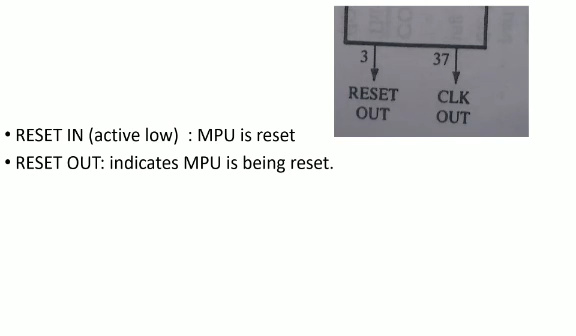 3 37
RESET CLK
OUT OUT
• RESET IN (active low) : MPU is reset
• RESET OUT: indicates MPU is being reset.